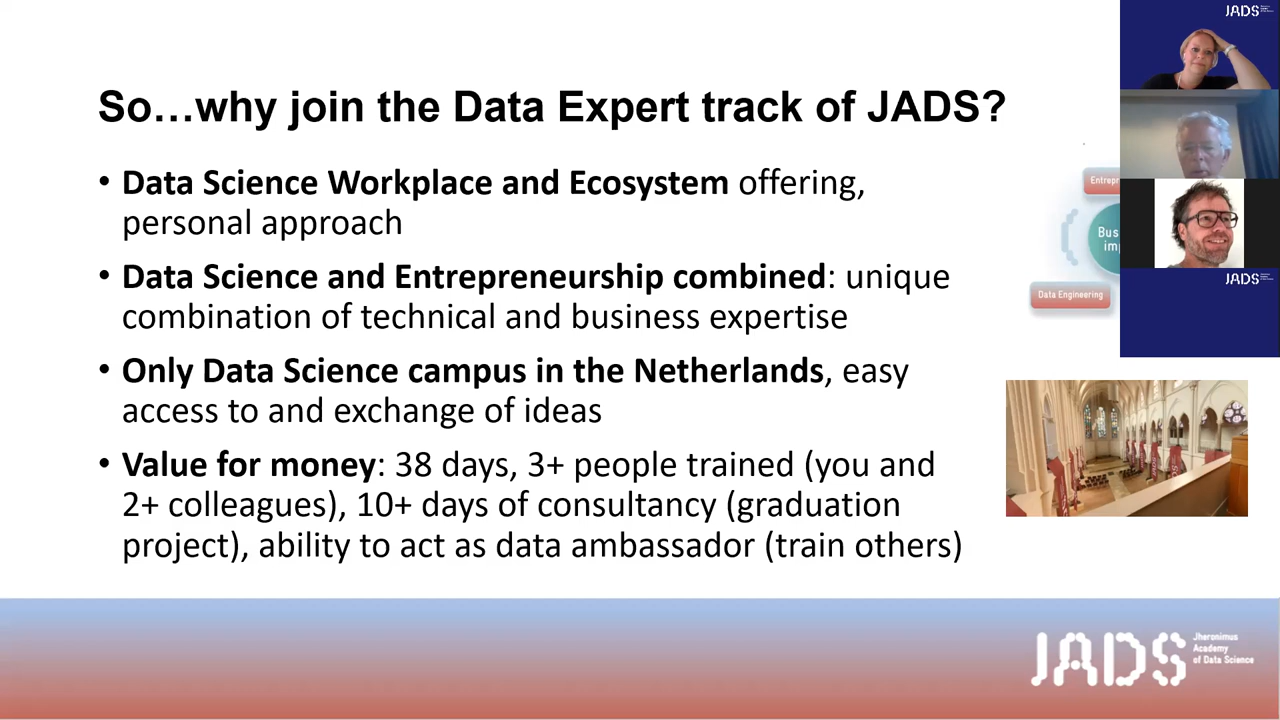 So…why join the Data Expert track of JADS?
• Data Science Workplace and Ecosystem offering,
personal approach
• Data Science and Entrepreneurship combined: unique
combination of technical and business expertise
• Only Data Science campus in the Netherlands, easy
access to and exchange of ideas
• Value for money: 38 days, 3+ people trained (you and
2+ colleagues), 10+ days of consultancy (graduation
project), ability to act as data ambassador (train others)
JADS
Entrepr
Bus
im
Data Engineering
JADS
JADS
Jheronimus
Academy
of Data Science